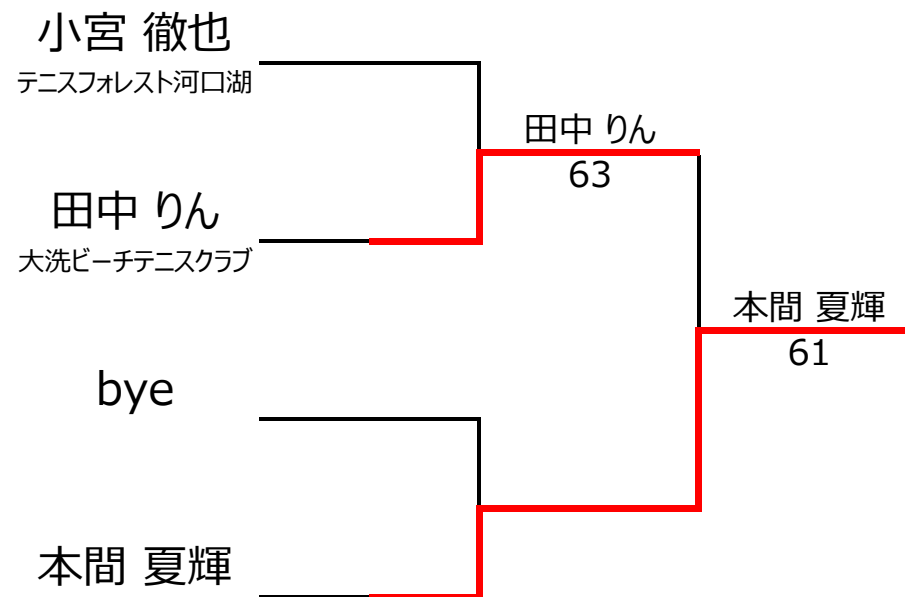 小宮 徹也
テニスフォレスト河口湖
田中 りん
63
田中 りん
大洗ビーチテニスクラブ
本間 夏輝
61
bye
本間 夏輝